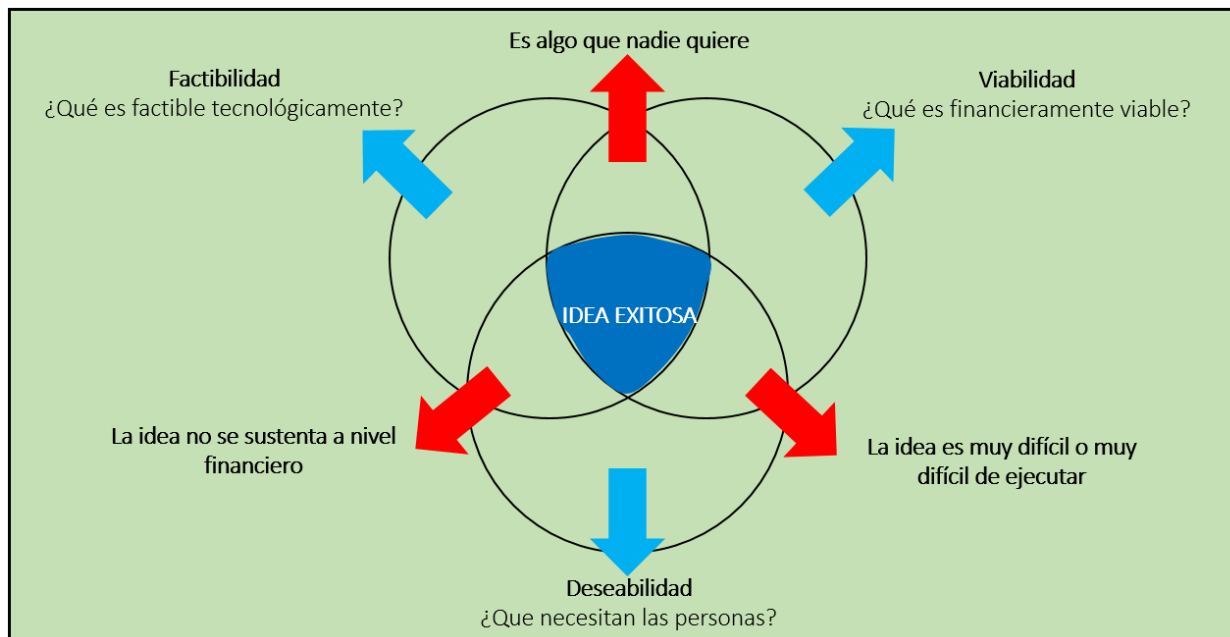 Es algo que nadie quiere
Factibilidad
¿Qué es factible tecnológicamente?
Viabilidad
¿Qué es financieramente viable?
IDEA EXITOSA
La idea no se sustenta a nivel
financiero
La idea es muy difícil o muy
difícil de ejecutar
Deseabilidad
¿Que necesitan las personas?